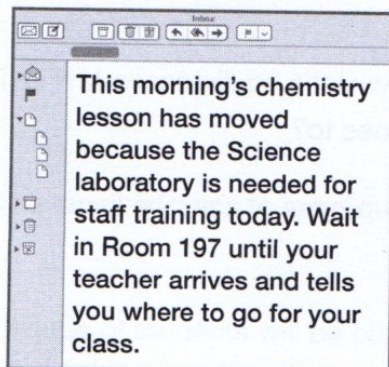 Inbox
This morning's chemistry
lesson has moved
because the Science
laboratory is needed for
staff training today. Wait
in Room 197 until your
teacher arrives and tells
you where to go for your
class.